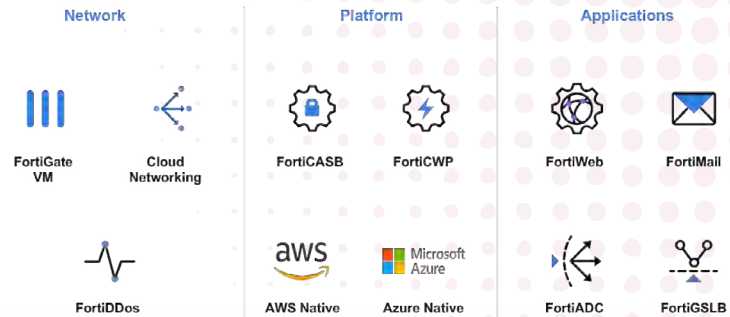 Network
Platform
Applications
FortiGate
VM
Cloud
Networking
FortiCASB
FortiCWP
FortiWeb
FortiMail
FortiDDos
aws
AWS Native
Microsoft
Azure
Azure Native
FortiADC
FortiGSLB